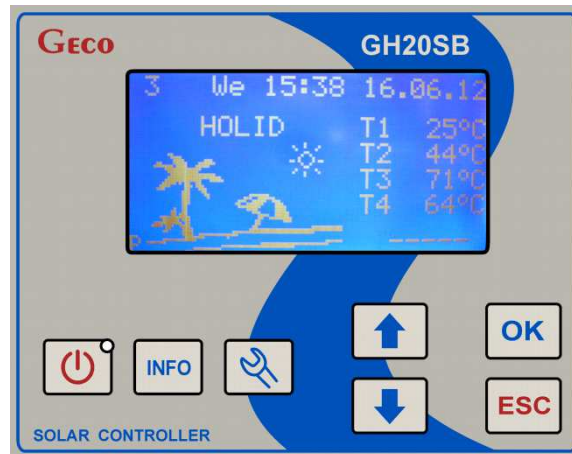 GECO
GH20SB
3 We 15:38 16.06.12
HOLID
T1 25°C
T2 44°C
T3 71°C
T4 64°C
P
INFO
OK
ESC
SOLAR CONTROLLER